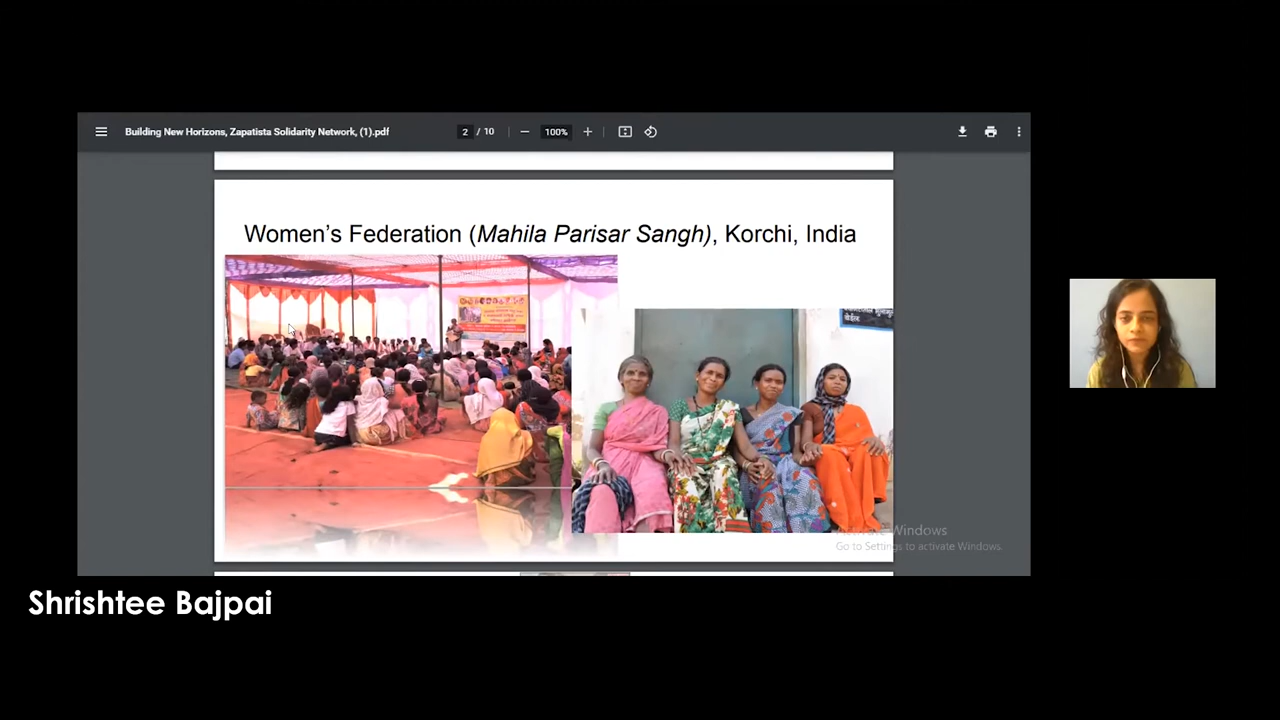 Building New Horizons, Zapatista Solidarity Network, (1).pdf
2 / 10
100%
Women's Federation (Mahila Parisar Sangh), Korchi, India
Activate Windows
Go to Settings to activate Windows.
Shrishtee Bajpai